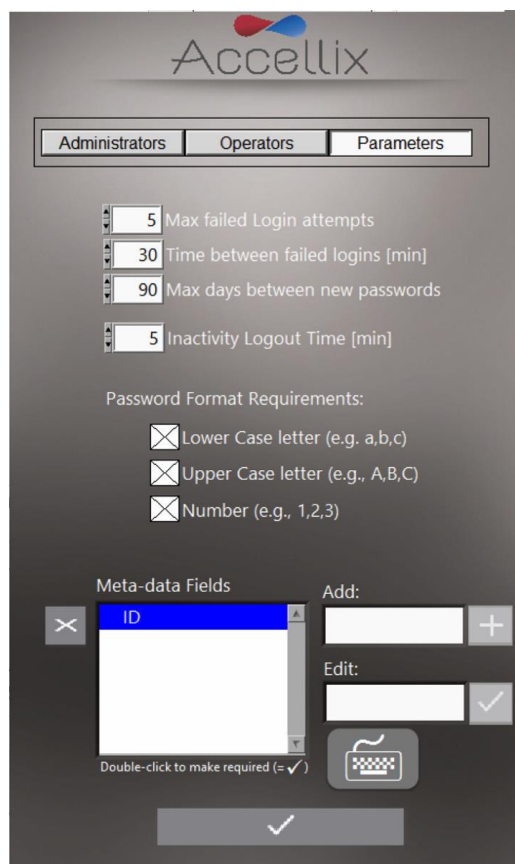 Accellix
Administrators Operators Parameters
5 Max failed Login attempts
30 Time between failed logins [min]
90 Max days between new passwords
5 Inactivity Logout Time [min]
Password Format Requirements:
Lower Case letter (e.g. a,b,c)
Upper Case letter (e.g., A,B,C)
Number (e.g., 1,2,3)
Meta-data Fields
ID
Add:
Edit:
Double-click to make required (=✓)